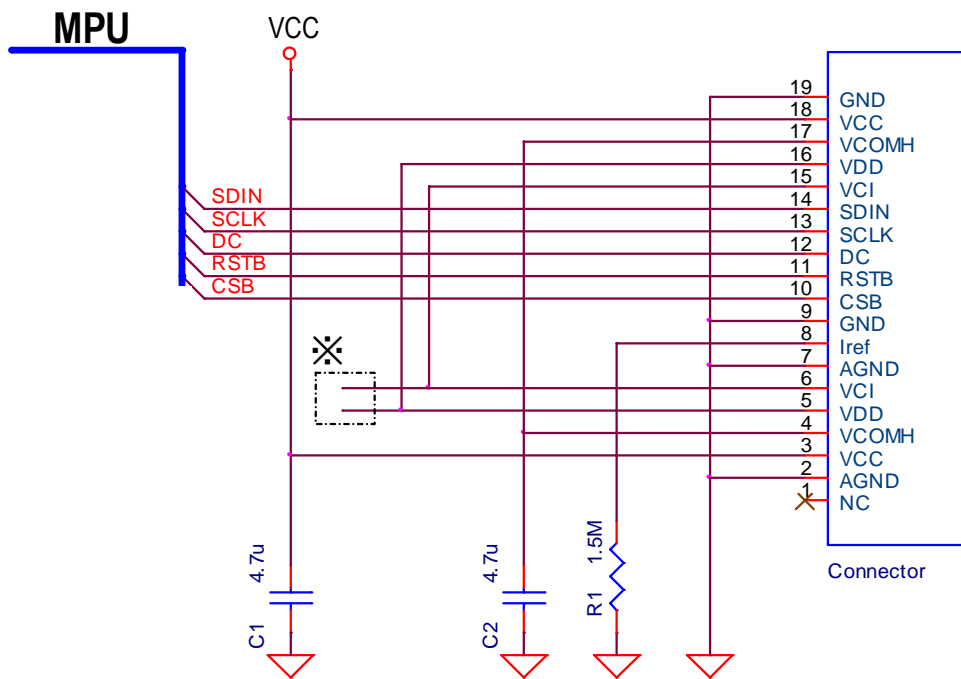 MPU
VCC
SDIN
SCLK
DC
RSTB
CSB
※
19 GND
18 VCC
17 VCOMH
16 VDD
15 VCI
14 SDIN
13 SCLK
12 DC
11 RSTB
10 CSB
9 GND
8 Iref
7 AGND
6 VCI
5 VDD
4 VCOMH
3 VCC
2 AGND
1 NC
Connector
C1 4.7u
C2 4.7u
R1 1.5M